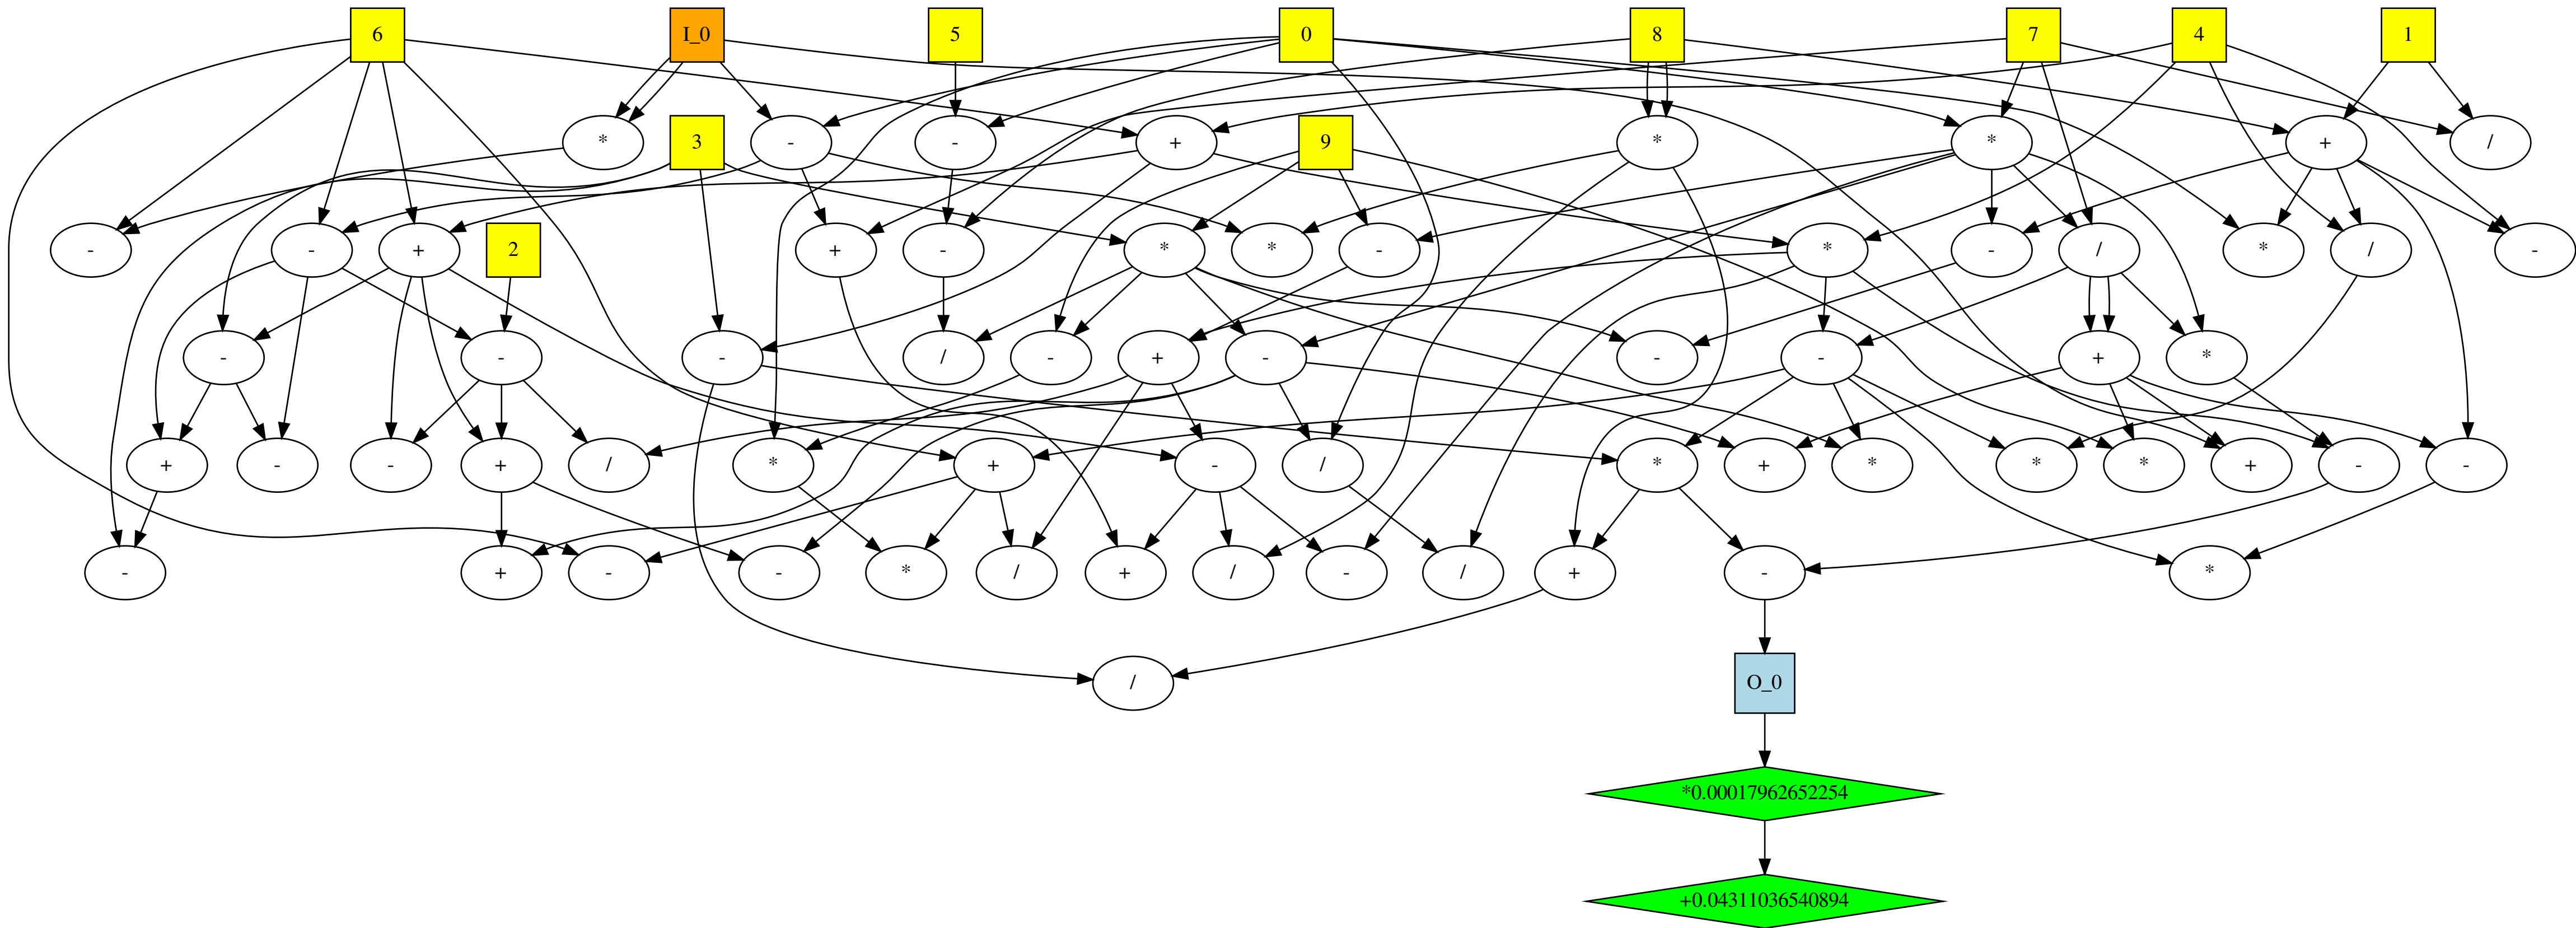 6 I_0 5 0 8 7 4 1
* 3 - - + 9 * * + /
- - + 2 + - * * - * - / * / -
- - - / - + - - - + *
+ - - + / * + - / * + * * * + - -
- + - - * / + / - / + - *
/ O_0
*0.00017962652254
+0.04311036540894